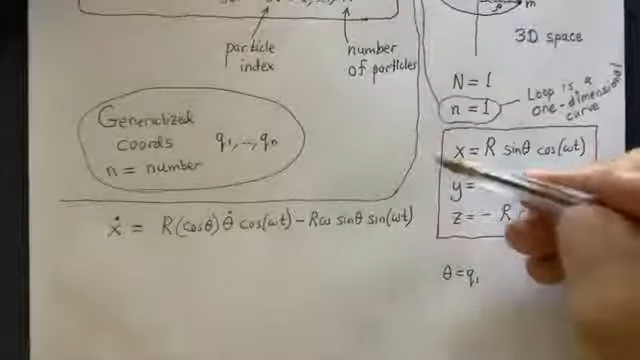 particle
index
number
of particles
Generalized
coords q₁,...,qₙ
n = number
ẋ = R(cosθ)θ̇ cos(ωt) − Rω sinθ sin(ωt)
m
3D space
N = 1
n = 1
Loop is a
one-dimensional
curve
x = R sinθ cos(ωt)
y =
z = − R
θ = q₁